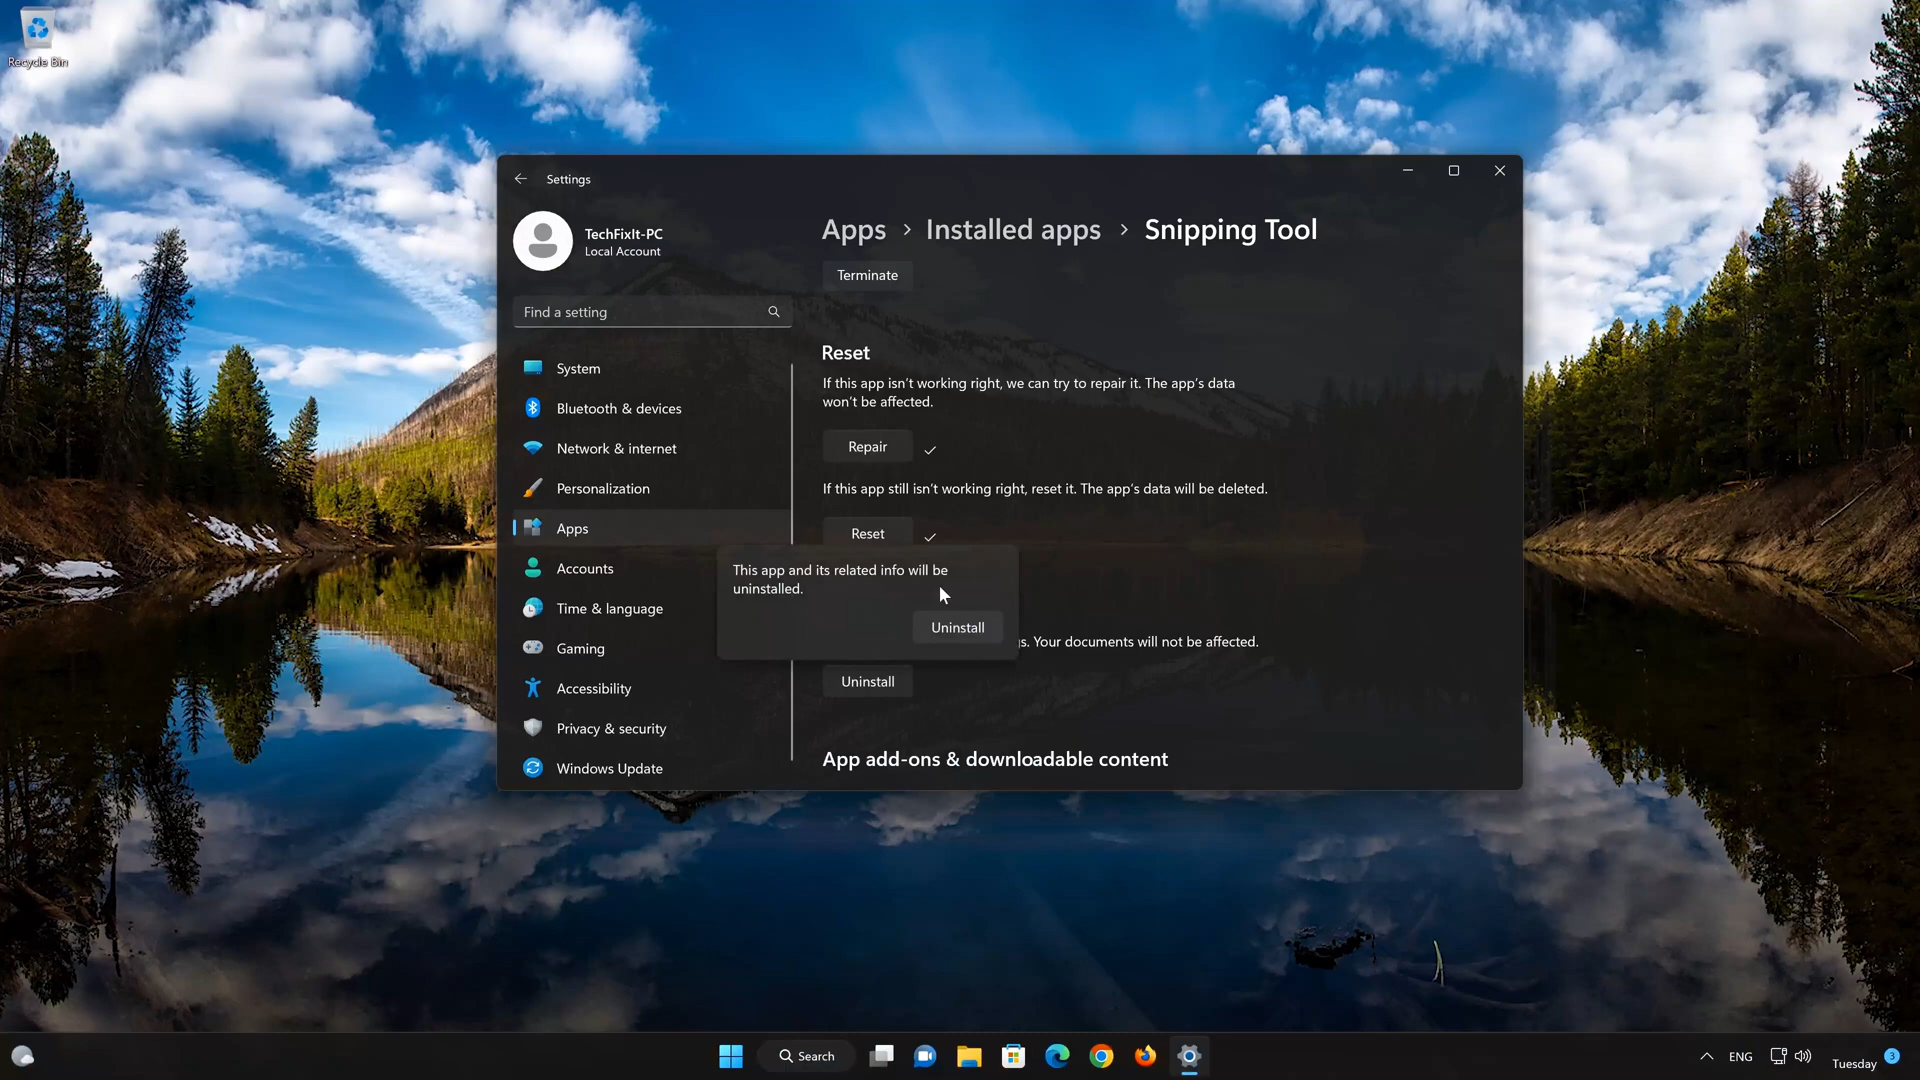 Recycle Bin
Settings
TechFixIt-PC
Local Account
Find a setting
System
Bluetooth & devices
Network & internet
Personalization
Apps
Accounts
Time & language
Gaming
Accessibility
Privacy & security
Windows Update
Apps › Installed apps › Snipping Tool
Terminate
Reset
If this app isn't working right, we can try to repair it. The app's data
won't be affected.
Repair
If this app still isn't working right, reset it. The app's data will be deleted.
Reset
This app and its related info will be
uninstalled.
Uninstall
Your documents will not be affected.
Uninstall
App add-ons & downloadable content
Search
ENG
Tuesday
3